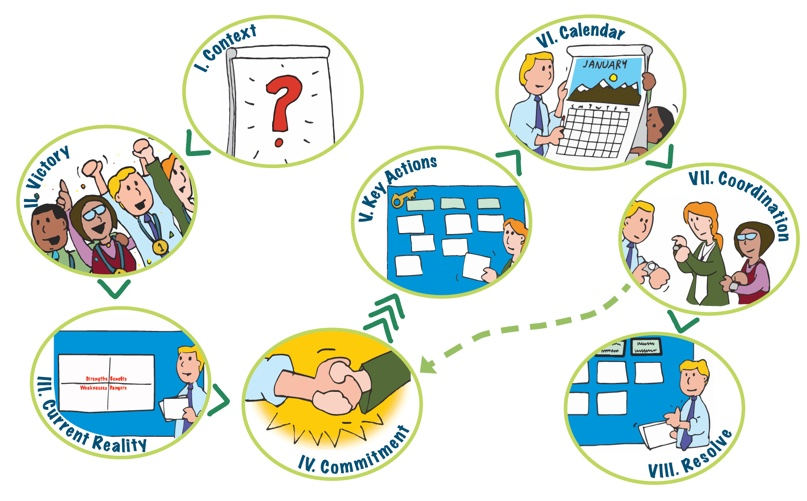 I. Context
II. Victory
III. Current Reality
Strengths Benefits
Weaknesses Dangers
IV. Commitment
V. Key Actions
VI. Calendar
JANUARY
VII. Coordination
VIII. Resolve
?